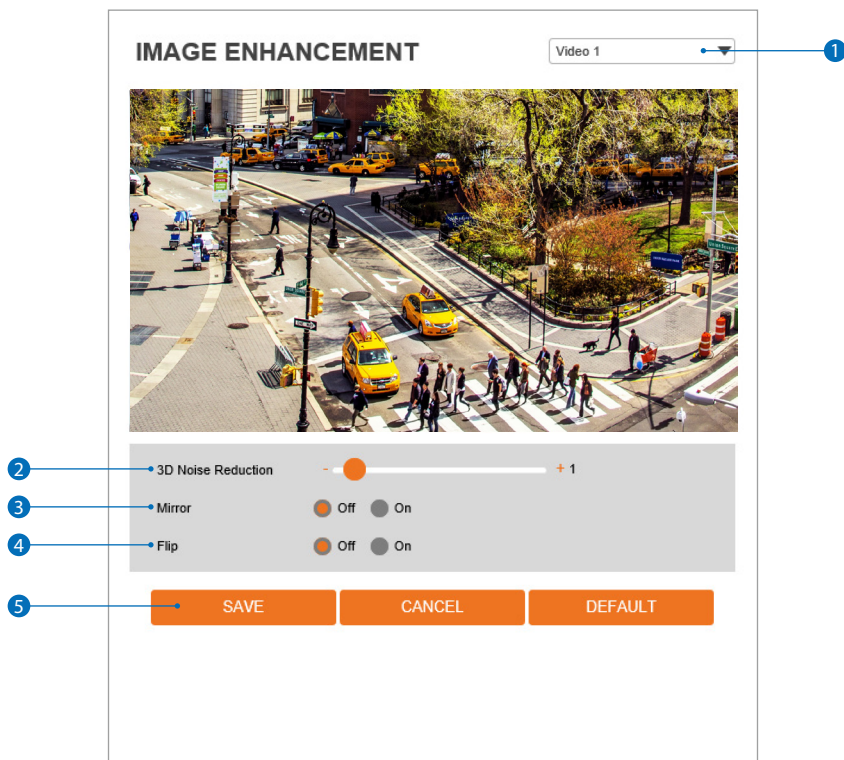 IMAGE ENHANCEMENT
Video 1
1
2
3D Noise Reduction
- + 1
3
Mirror
Off On
4
Flip
Off On
5
SAVE CANCEL DEFAULT